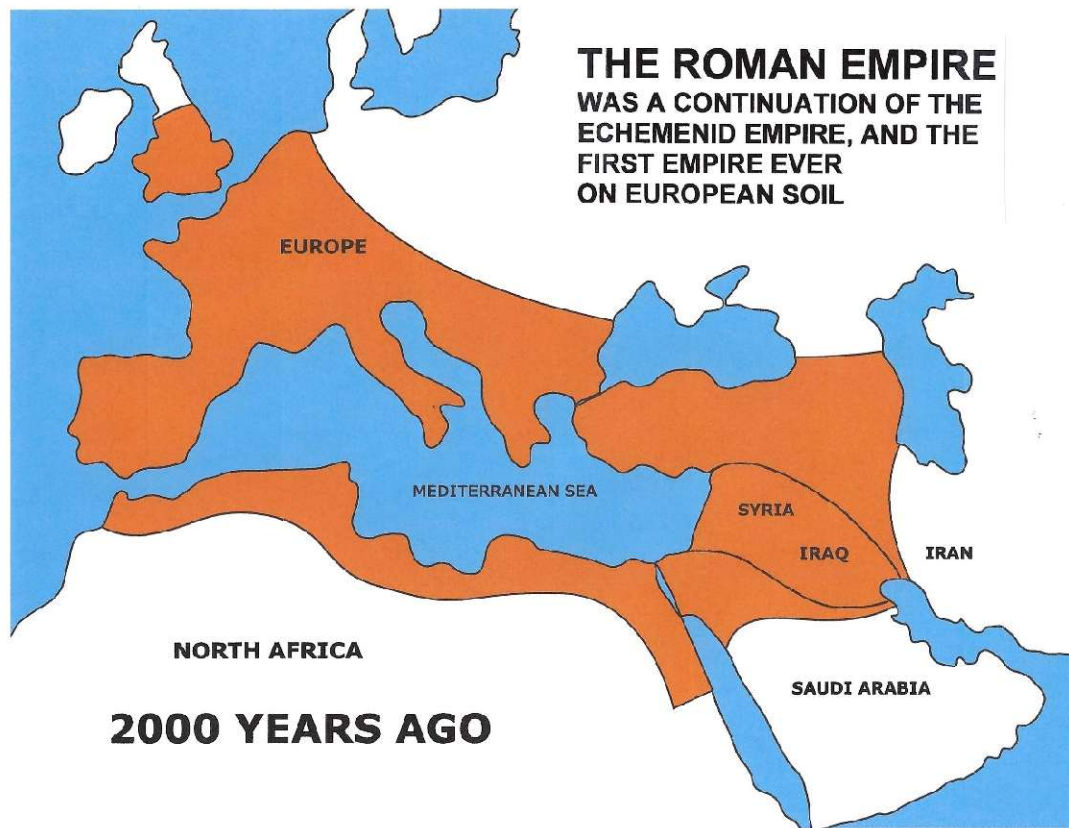 THE ROMAN EMPIRE
WAS A CONTINUATION OF THE
ECHEMENID EMPIRE, AND THE
FIRST EMPIRE EVER
ON EUROPEAN SOIL
EUROPE
MEDITERRANEAN SEA
SYRIA
IRAQ
IRAN
NORTH AFRICA
SAUDI ARABIA
2000 YEARS AGO